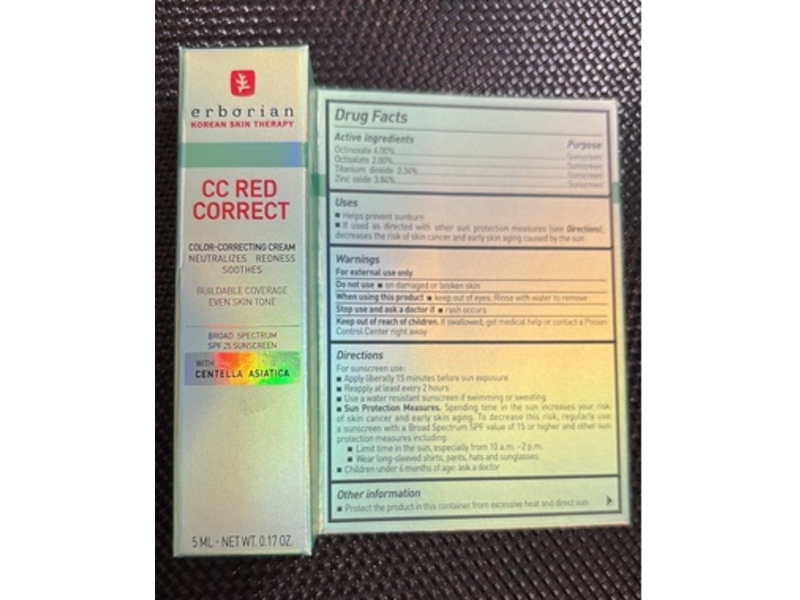 erborian
KOREAN SKIN THERAPY
CC RED
CORRECT
COLOR-CORRECTING CREAM
NEUTRALIZES REDNESS
SOOTHES
BUILDABLE COVERAGE
EVEN SKIN TONE
BROAD SPECTRUM
SPF 25 SUNSCREEN
WITH
CENTELLA ASIATICA
5 ML - NET WT. 0.17 OZ.
Drug Facts
Active ingredients Purpose
Octinoxate 6.00% Sunscreen
Octisalate 2.00% Sunscreen
Titanium dioxide 2.34% Sunscreen
Zinc oxide 3.84% Sunscreen
Uses
■ Helps prevent sunburn
■ If used as directed with other sun protection measures (see Directions),
decreases the risk of skin cancer and early skin aging caused by the sun
Warnings
For external use only
Do not use ■ on damaged or broken skin
When using this product ■ keep out of eyes. Rinse with water to remove
Stop use and ask a doctor if ■ rash occurs
Keep out of reach of children. If swallowed, get medical help or contact a Poison
Control Center right away
Directions
For sunscreen use:
■ Apply liberally 15 minutes before sun exposure
■ Reapply at least every 2 hours
■ Use a water resistant sunscreen if swimming or sweating
■ Sun Protection Measures. Spending time in the sun increases your risk
of skin cancer and early skin aging. To decrease this risk, regularly use
a sunscreen with a Broad Spectrum SPF value of 15 or higher and other sun
protection measures including:
■ Limit time in the sun, especially from 10 a.m. -2 p.m.
■ Wear long-sleeved shirts, pants, hats and sunglasses
■ Children under 6 months of age: ask a doctor
Other information
■ Protect the product in this container from excessive heat and direct sun